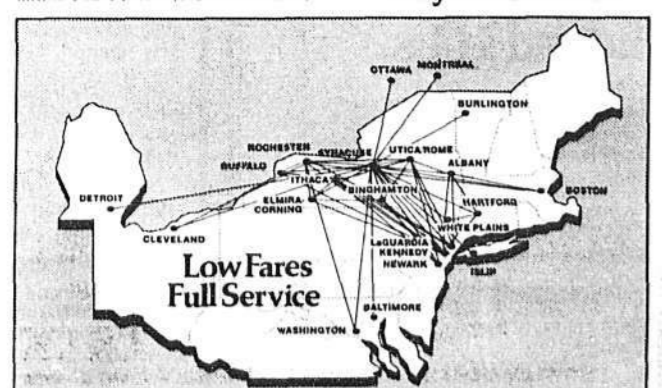 OTTAWA MONTREAL
BURLINGTON
ROCHESTER SYRACUSE UTICA/ROME
BUFFALO ITHACA ALBANY
BINGHAMTON
DETROIT ELMIRA HARTFORD BOSTON
CORNING WHITE PLAINS
CLEVELAND LaGUARDIA
KENNEDY
NEWARK ISLIP
Low Fares
Full Service
BALTIMORE
WASHINGTON